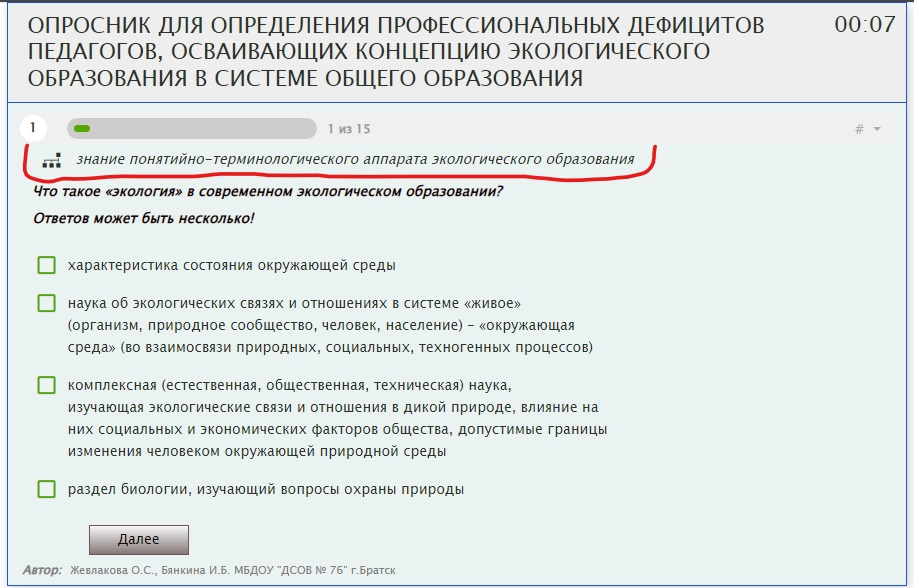 ОПРОСНИК ДЛЯ ОПРЕДЕЛЕНИЯ ПРОФЕССИОНАЛЬНЫХ ДЕФИЦИТОВ
ПЕДАГОГОВ, ОСВАИВАЮЩИХ КОНЦЕПЦИЮ ЭКОЛОГИЧЕСКОГО
ОБРАЗОВАНИЯ В СИСТЕМЕ ОБЩЕГО ОБРАЗОВАНИЯ
00:07
1
1 из 15
#
знание понятийно-терминологического аппарата экологического образования
Что такое «экология» в современном экологическом образовании?
Ответов может быть несколько!
характеристика состояния окружающей среды
наука об экологических связях и отношениях в системе «живое»
(организм, природное сообщество, человек, население) – «окружающая
среда» (во взаимосвязи природных, социальных, техногенных процессов)
комплексная (естественная, общественная, техническая) наука,
изучающая экологические связи и отношения в дикой природе, влияние на
них социальных и экономических факторов общества, допустимые границы
изменения человеком окружающей природной среды
раздел биологии, изучающий вопросы охраны природы
Далее
Автор: Жевлакова О.С., Бянкина И.Б. МБДОУ "ДСОВ № 76" г.Братск